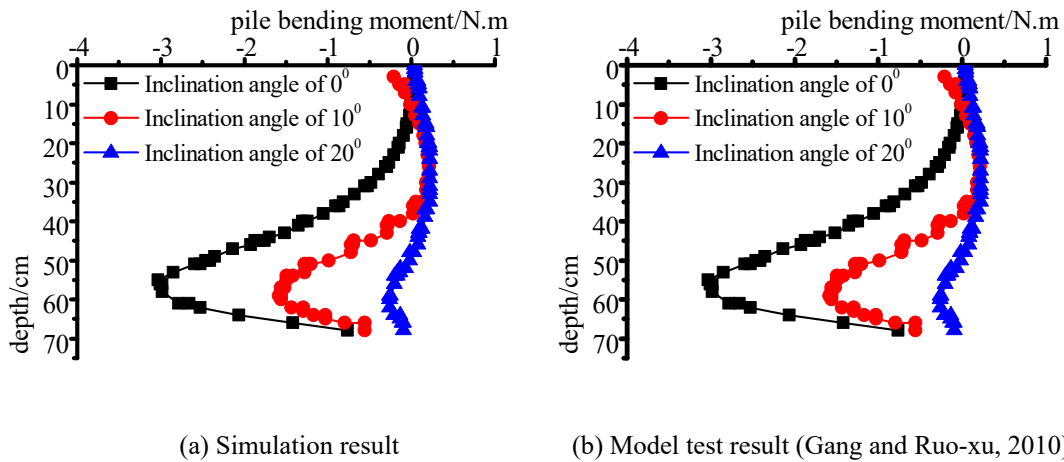 pile bending moment/N.m
-4 -3 -2 -1 0 1
0
10
20
30
40
50
60
70
depth/cm
Inclination angle of 0⁰
Inclination angle of 10⁰
Inclination angle of 20⁰
(a) Simulation result
pile bending moment/N.m
-4 -3 -2 -1 0 1
0
10
20
30
40
50
60
70
depth/cm
Inclination angle of 0⁰
Inclination angle of 10⁰
Inclination angle of 20⁰
(b) Model test result (Gang and Ruo-xu, 2010)